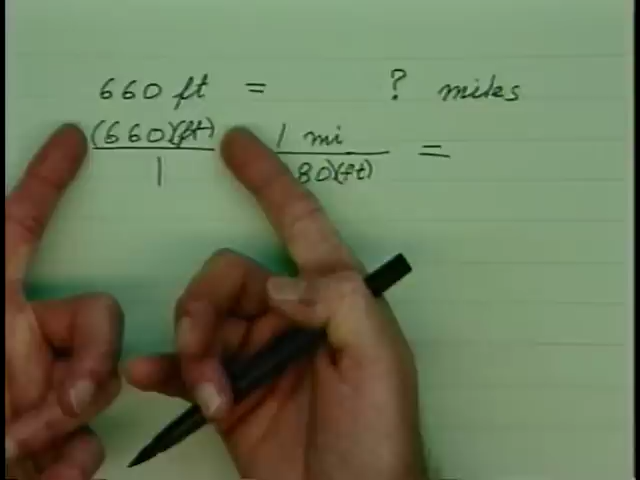 660 ft = ? miles
(660)(ft) 1 mi =
1 80)(ft)